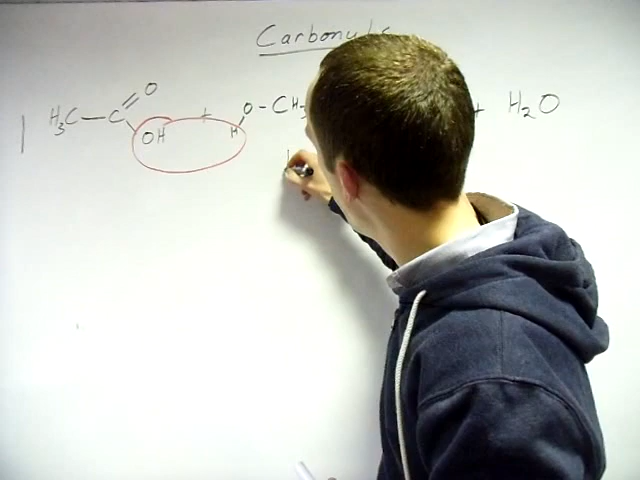 Carbonyls
H₃C—C=O OH + H O-CH₃ + H₂O